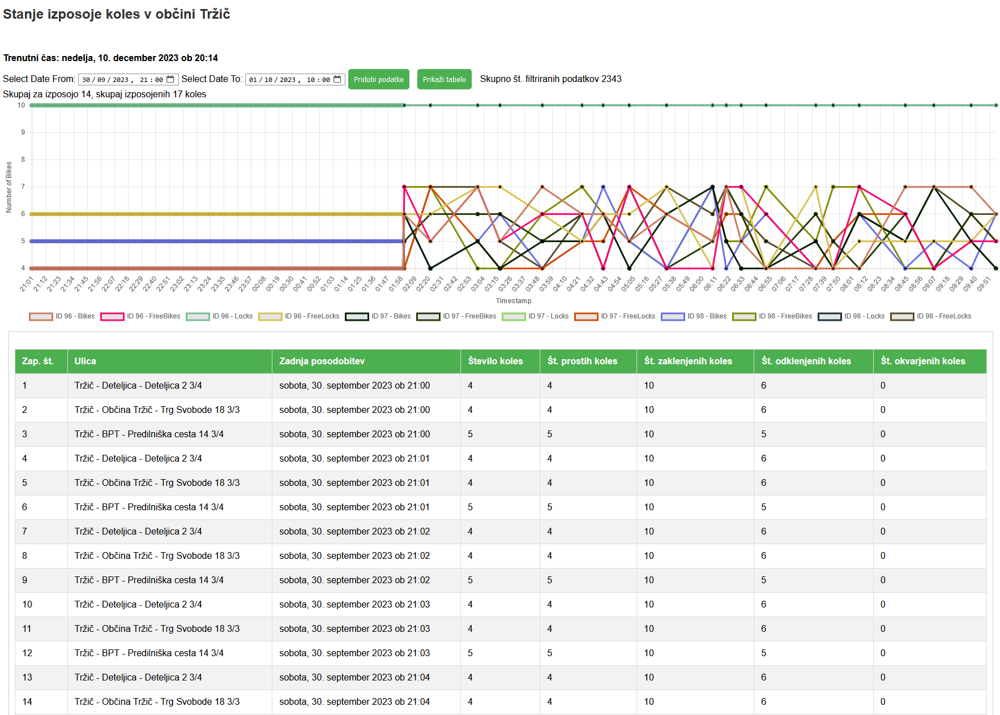 Stanje izposoje koles v občini Tržič
Trenutni čas: nedelja, 10. december 2023 ob 20:14
Select Date From: 30/09/2023, 21:00 Select Date To: 01/10/2023, 10:00 Pridobi podatke Prikaži tabelo Skupno št. filtriranih podatkov 2343
Skupaj za izposojo 14, skupaj izposojenih 17 koles
10
9
8
7
6
5
4
Number of Bikes
21:01 21:12 21:23 21:34 21:45 21:56 22:07 22:18 22:29 22:40 22:51 23:02 23:13 23:24 23:35 23:46 23:57 00:08 00:19 00:30 00:41 00:52 01:03 01:14 01:25 01:36 01:47 01:58 02:09 02:20 02:31 02:42 02:53 03:04 03:15 03:26 03:37 03:48 03:59 04:10 04:21 04:32 04:43 04:54 05:05 05:16 05:27 05:38 05:49 06:00 06:11 06:22 06:33 06:44 06:55 07:06 07:17 07:28 07:39 07:50 08:01 08:12 08:23 08:34 08:45 08:56 09:07 09:18 09:29 09:40 09:51
Timestamp
ID 96 - Bikes ID 96 - FreeBikes ID 96 - Locks ID 96 - FreeLocks ID 97 - Bikes ID 97 - FreeBikes ID 97 - Locks ID 97 - FreeLocks ID 98 - Bikes ID 98 - FreeBikes ID 98 - Locks ID 98 - FreeLocks
Zap. št. Ulica Zadnja posodobitev Število koles Št. prostih koles Št. zaklenjenih koles Št. odklenjenih koles Št. okvarjenih koles
1 Tržič - Deteljica - Deteljica 2 3/4 sobota, 30. september 2023 ob 21:00 4 4 10 6 0
2 Tržič - Občina Tržič - Trg Svobode 18 3/3 sobota, 30. september 2023 ob 21:00 4 4 10 6 0
3 Tržič - BPT - Predilniška cesta 14 3/4 sobota, 30. september 2023 ob 21:00 5 5 10 5 0
4 Tržič - Deteljica - Deteljica 2 3/4 sobota, 30. september 2023 ob 21:01 4 4 10 6 0
5 Tržič - Občina Tržič - Trg Svobode 18 3/3 sobota, 30. september 2023 ob 21:01 4 4 10 6 0
6 Tržič - BPT - Predilniška cesta 14 3/4 sobota, 30. september 2023 ob 21:01 5 5 10 5 0
7 Tržič - Deteljica - Deteljica 2 3/4 sobota, 30. september 2023 ob 21:02 4 4 10 6 0
8 Tržič - Občina Tržič - Trg Svobode 18 3/3 sobota, 30. september 2023 ob 21:02 4 4 10 6 0
9 Tržič - BPT - Predilniška cesta 14 3/4 sobota, 30. september 2023 ob 21:02 5 5 10 5 0
10 Tržič - Deteljica - Deteljica 2 3/4 sobota, 30. september 2023 ob 21:03 4 4 10 6 0
11 Tržič - Občina Tržič - Trg Svobode 18 3/3 sobota, 30. september 2023 ob 21:03 4 4 10 6 0
12 Tržič - BPT - Predilniška cesta 14 3/4 sobota, 30. september 2023 ob 21:03 5 5 10 5 0
13 Tržič - Deteljica - Deteljica 2 3/4 sobota, 30. september 2023 ob 21:04 4 4 10 6 0
14 Tržič - Občina Tržič - Trg Svobode 18 3/3 sobota, 30. september 2023 ob 21:04 4 4 10 6 0